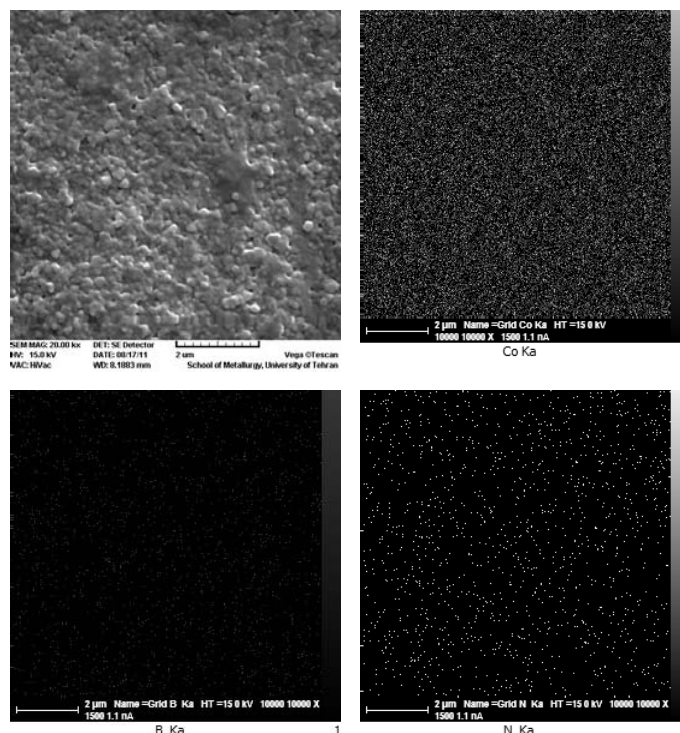 SEM MAG: 20.00 kx DET: SE Detector
HV: 15.0 kV DATE: 08/17/11 2 um Vega ©Tescan
VAC: HiVac WD: 8.1883 mm School of Metallurgy, University of Tehran
2 µm Name =Grid Co Ka HT =15 0 kV
10000 10000 X 1500 1.1 nA
Co Ka
2 µm Name =Grid B Ka HT =15 0 kV 10000 10000 X
1500 1.1 nA
B Ka
1
2 µm Name =Grid N Ka HT =15 0 kV 10000 10000 X
1500 1.1 nA
N Ka